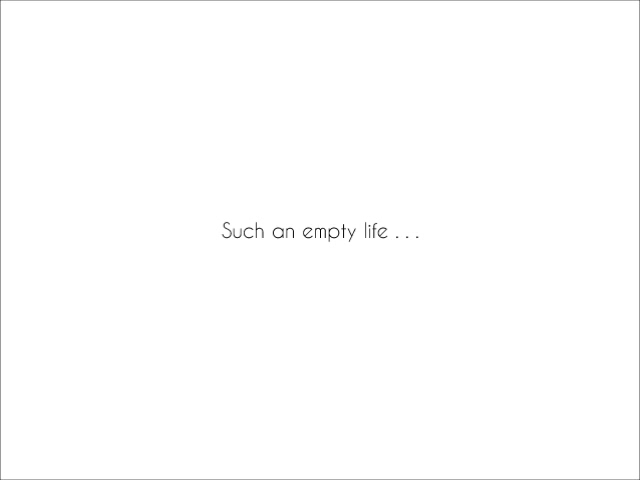 Such an empty life . . .